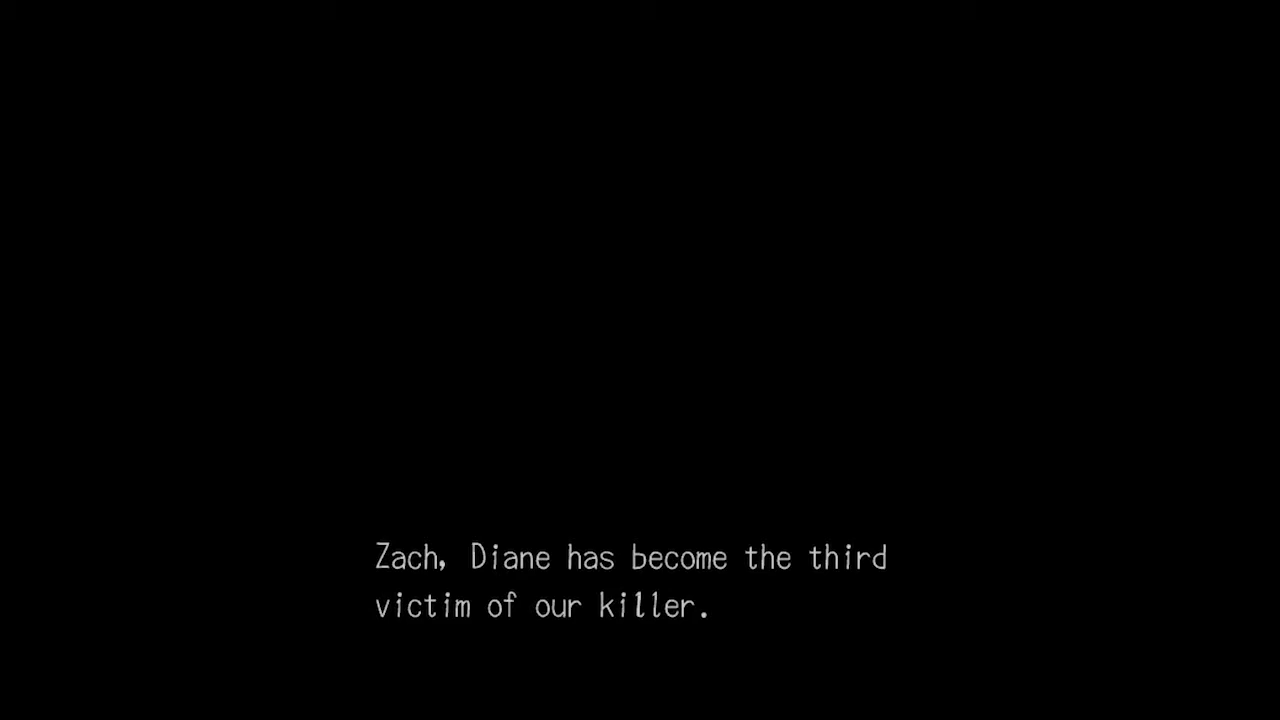 Zach, Diane has become the third
victim of our killer.